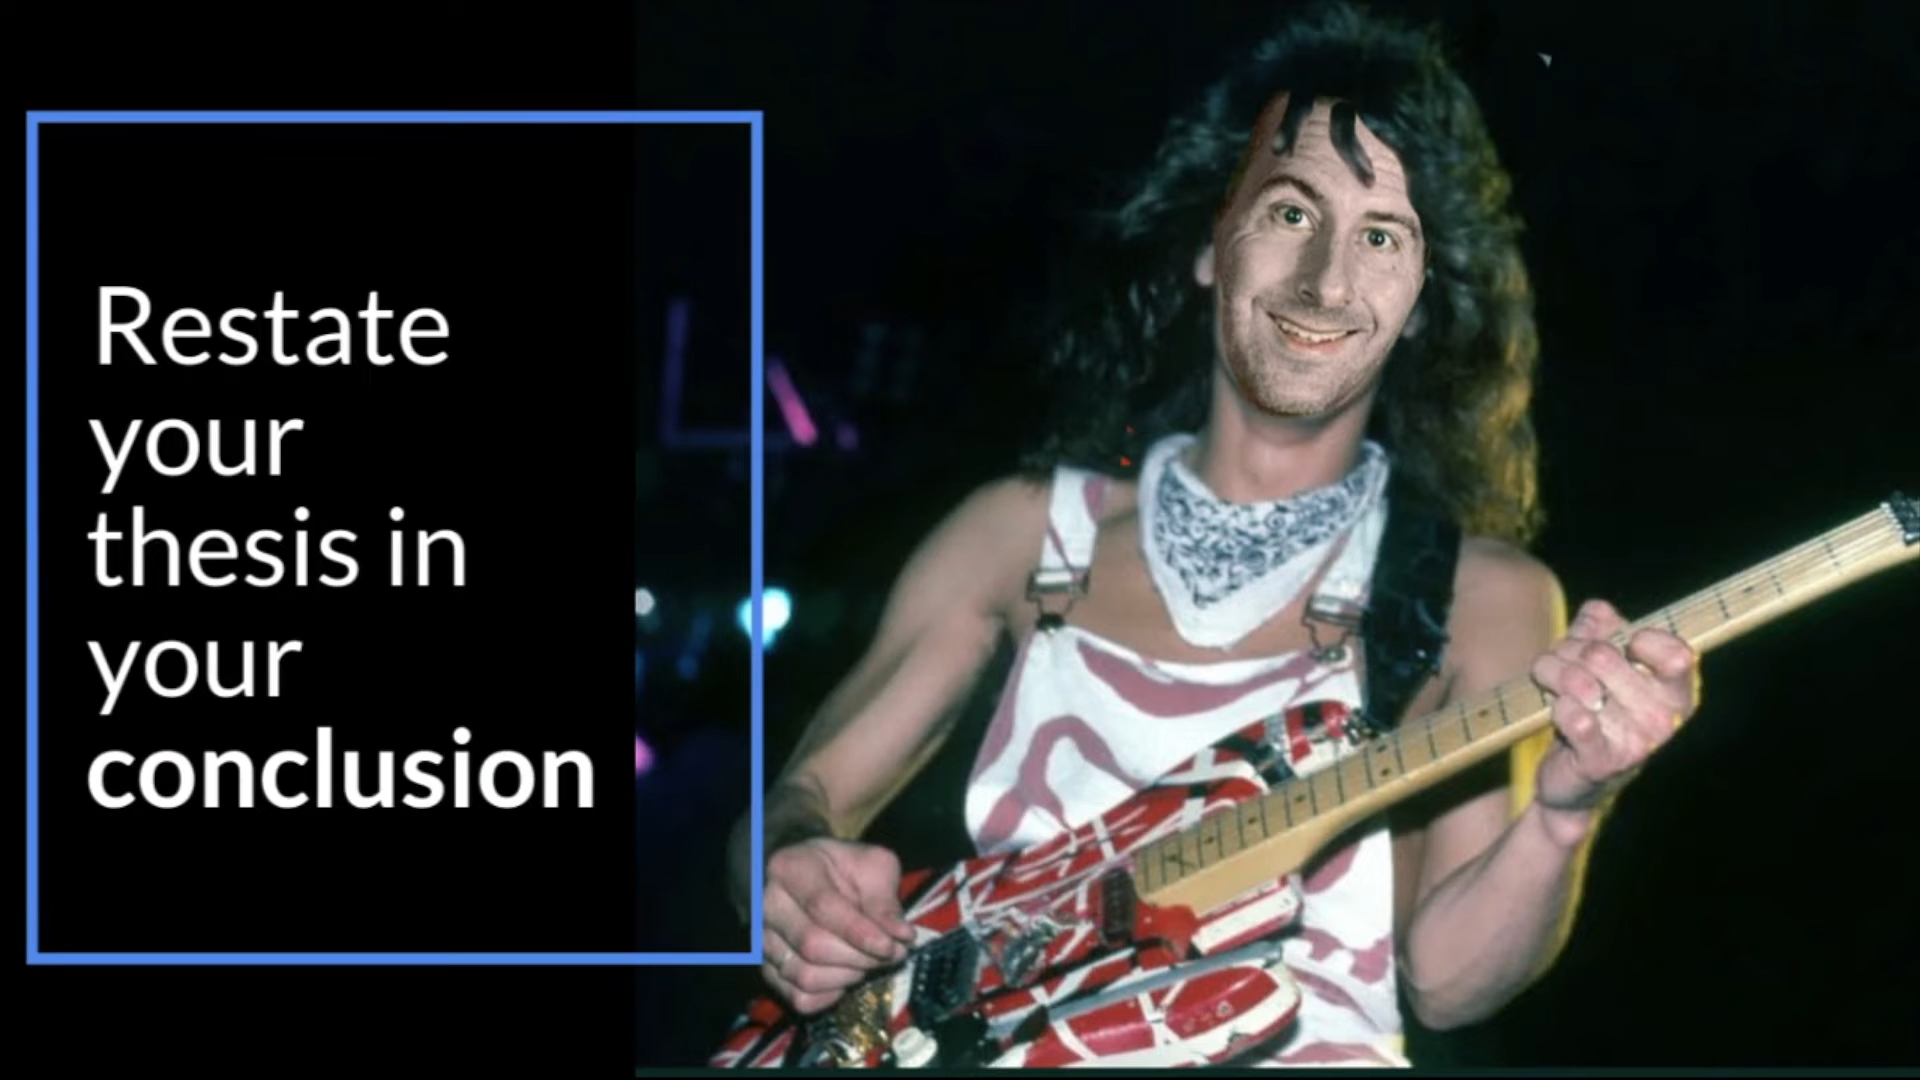 Restate
your
thesis in
your
conclusion